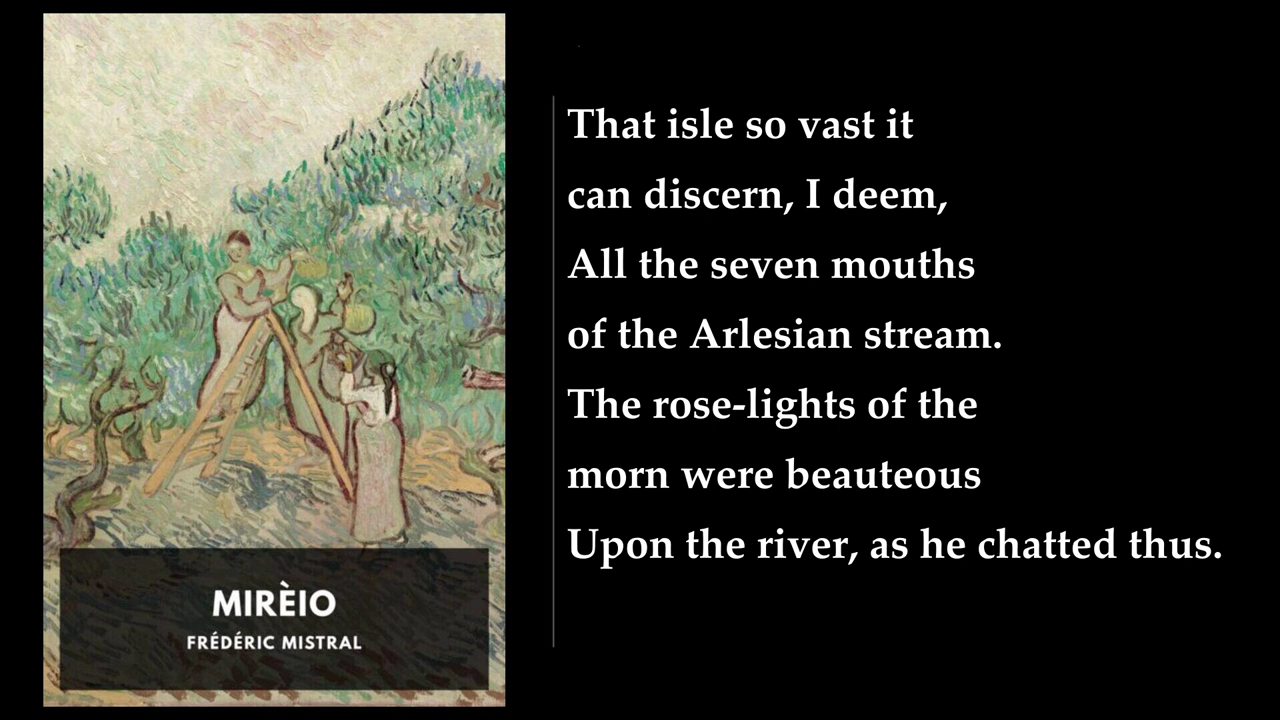 MIRÈIO
FRÉDÉRIC MISTRAL
That isle so vast it
can discern, I deem,
All the seven mouths
of the Arlesian stream.
The rose-lights of the
morn were beauteous
Upon the river, as he chatted thus.